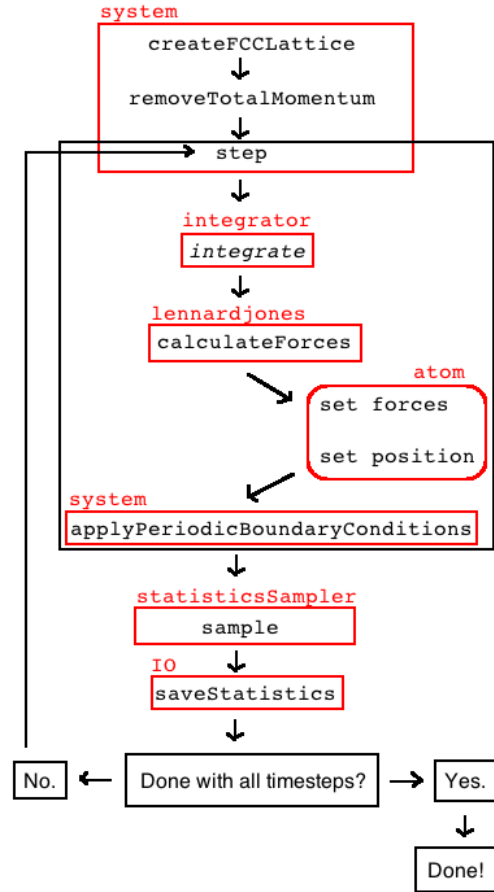 system
createFCCLattice
removeTotalMomentum
step
integrator
integrate
lennardjones
calculateForces
atom
set forces
set position
system
applyPeriodicBoundaryConditions
statisticsSampler
sample
IO
saveStatistics
No.
Done with all timesteps?
Yes.
Done!